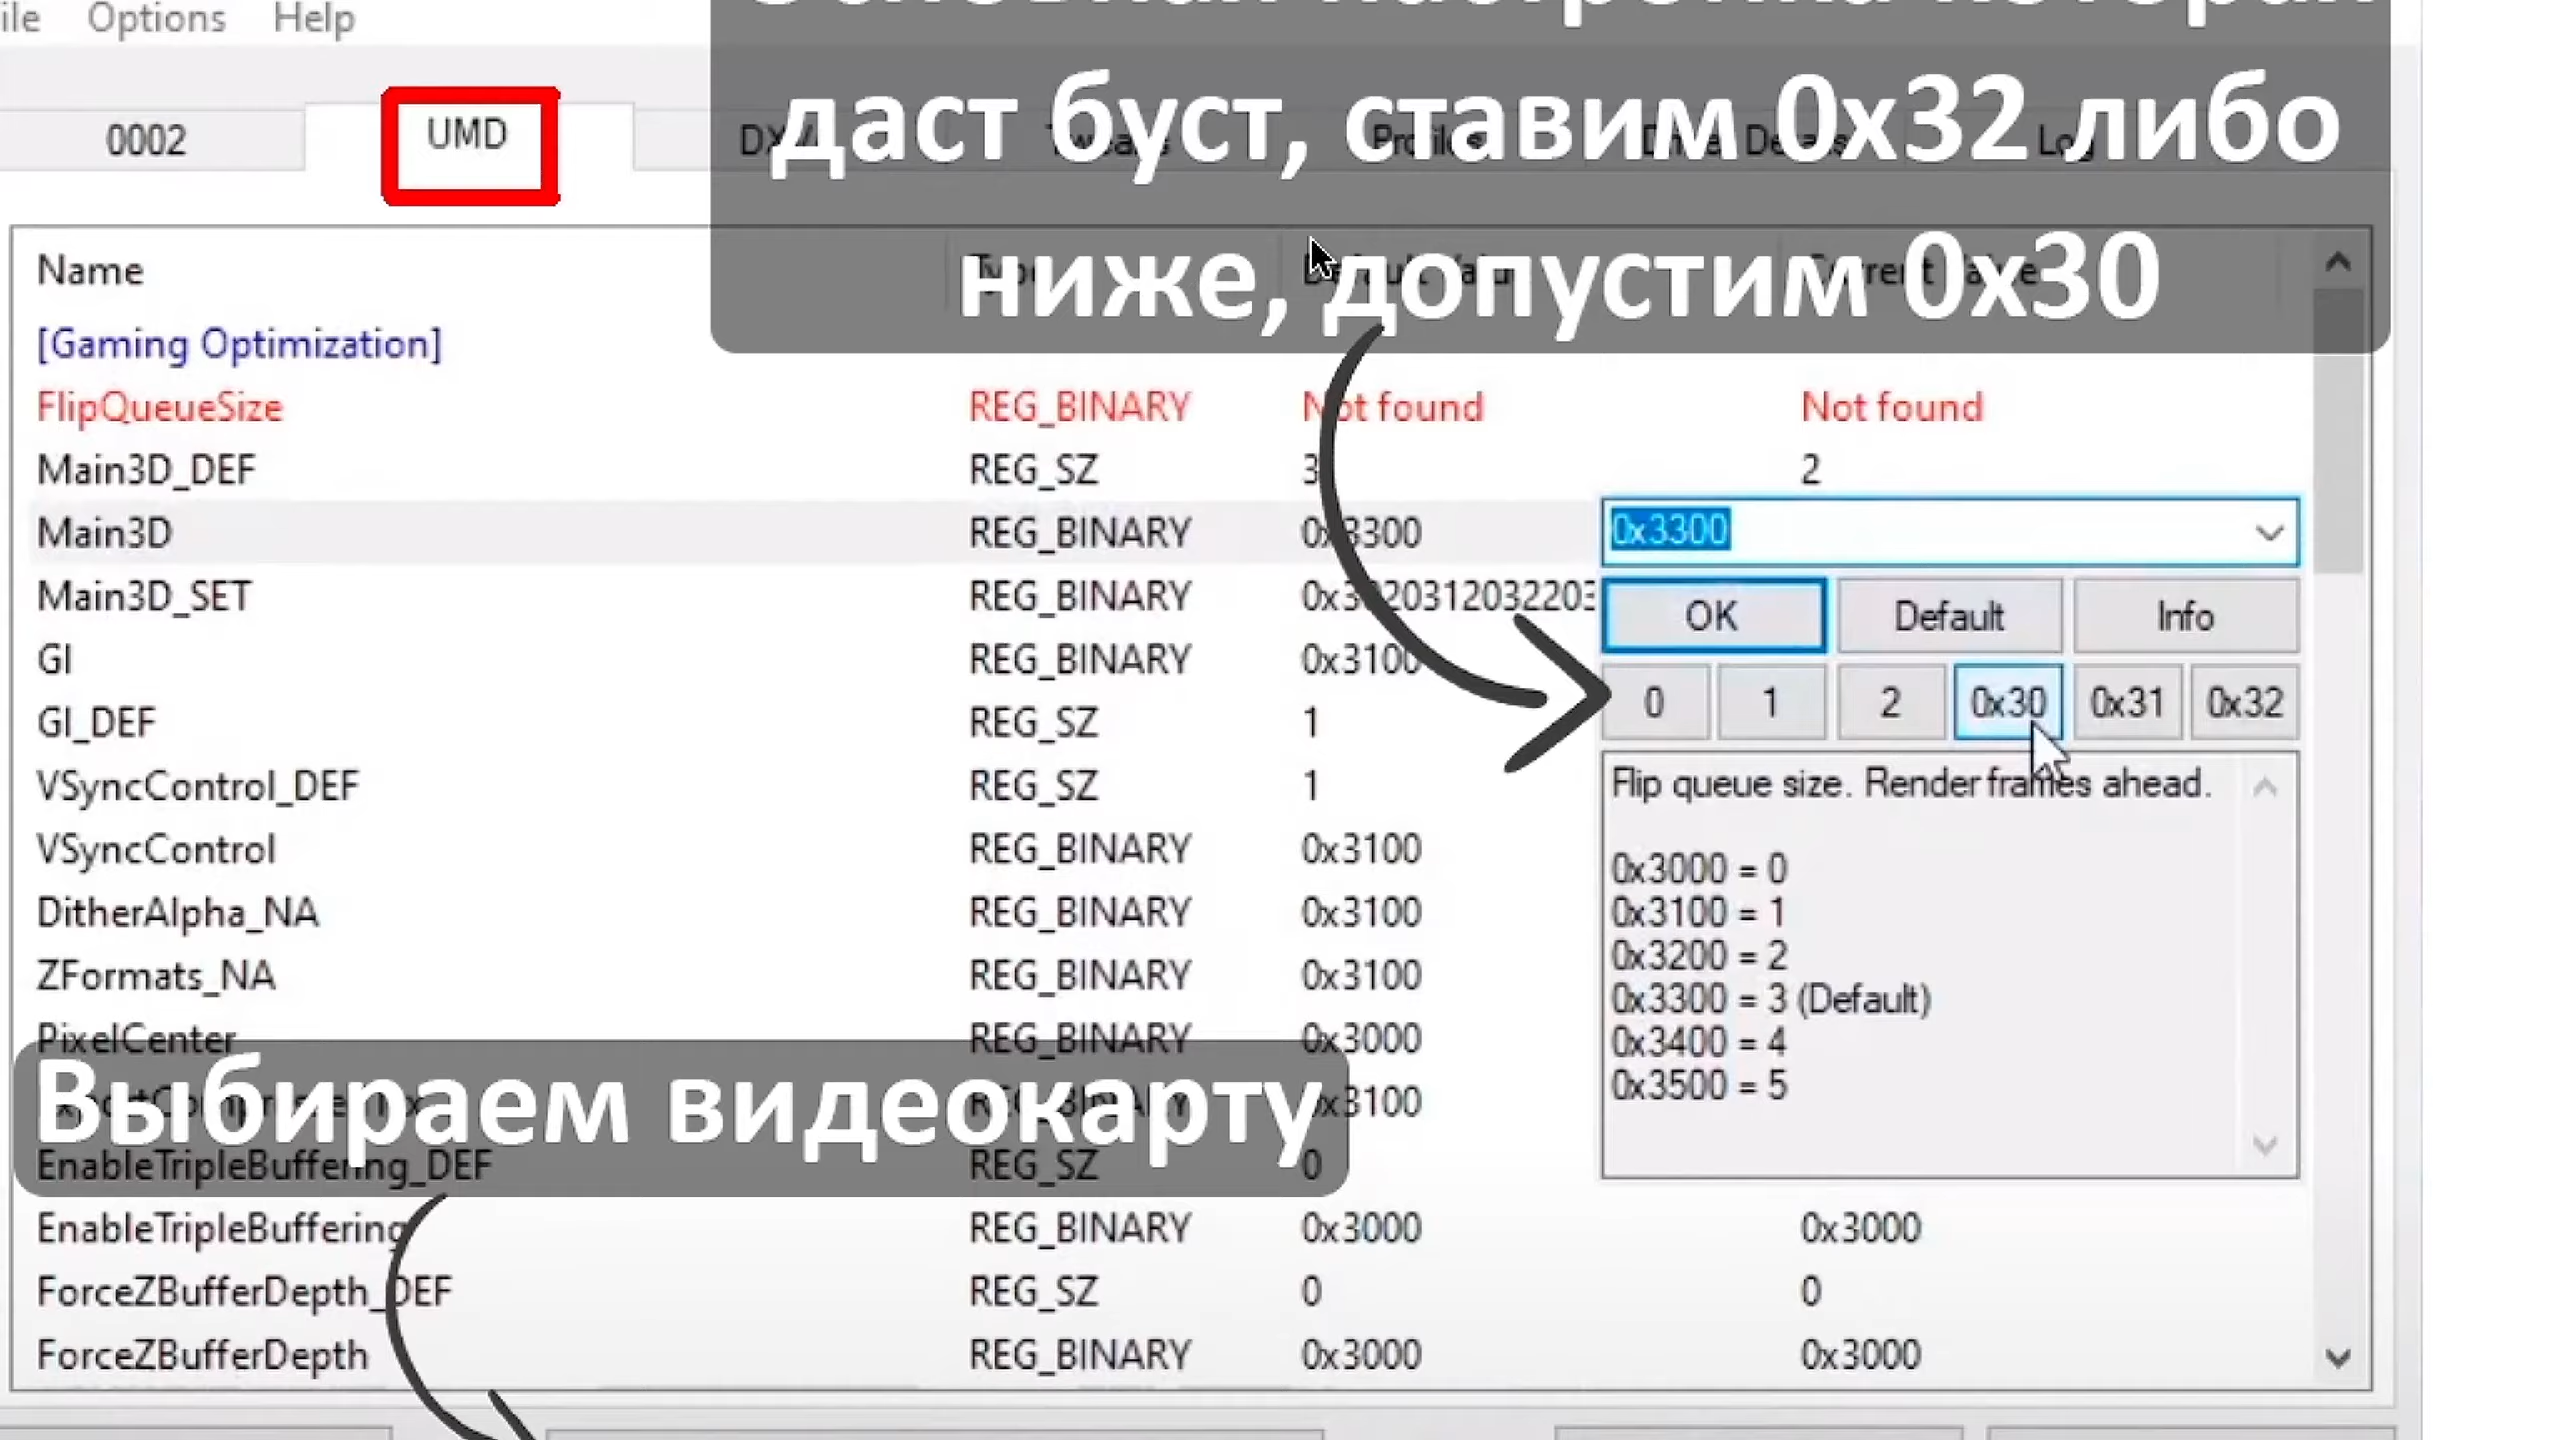 Options Help
даст буст, ставим 0x32 либо
ниже, допустим 0x30
0002 UMD
Name
[Gaming Optimization]
FlipQueueSize REG_BINARY Not found Not found
Main3D_DEF REG_SZ 3 2
Main3D REG_BINARY 0x3300 0x3300
Main3D_SET REG_BINARY
OK Default Info
GI REG_BINARY 0x3100
0 1 2 0x30 0x31 0x32
GI_DEF REG_SZ 1
VSyncControl_DEF REG_SZ 1
VSyncControl REG_BINARY 0x3100
DitherAlpha_NA REG_BINARY 0x3100
ZFormats_NA REG_BINARY 0x3100
PixelCenter REG_BINARY 0x3000
REG_BINARY 0x3100
EnableTripleBuffering_DEF REG_SZ 0
EnableTripleBuffering REG_BINARY 0x3000 0x3000
ForceZBufferDepth_DEF REG_SZ 0 0
ForceZBufferDepth REG_BINARY 0x3000 0x3000
Flip queue size. Render frames ahead.
0x3000 = 0
0x3100 = 1
0x3200 = 2
0x3300 = 3 (Default)
0x3400 = 4
0x3500 = 5
Выбираем видеокарту